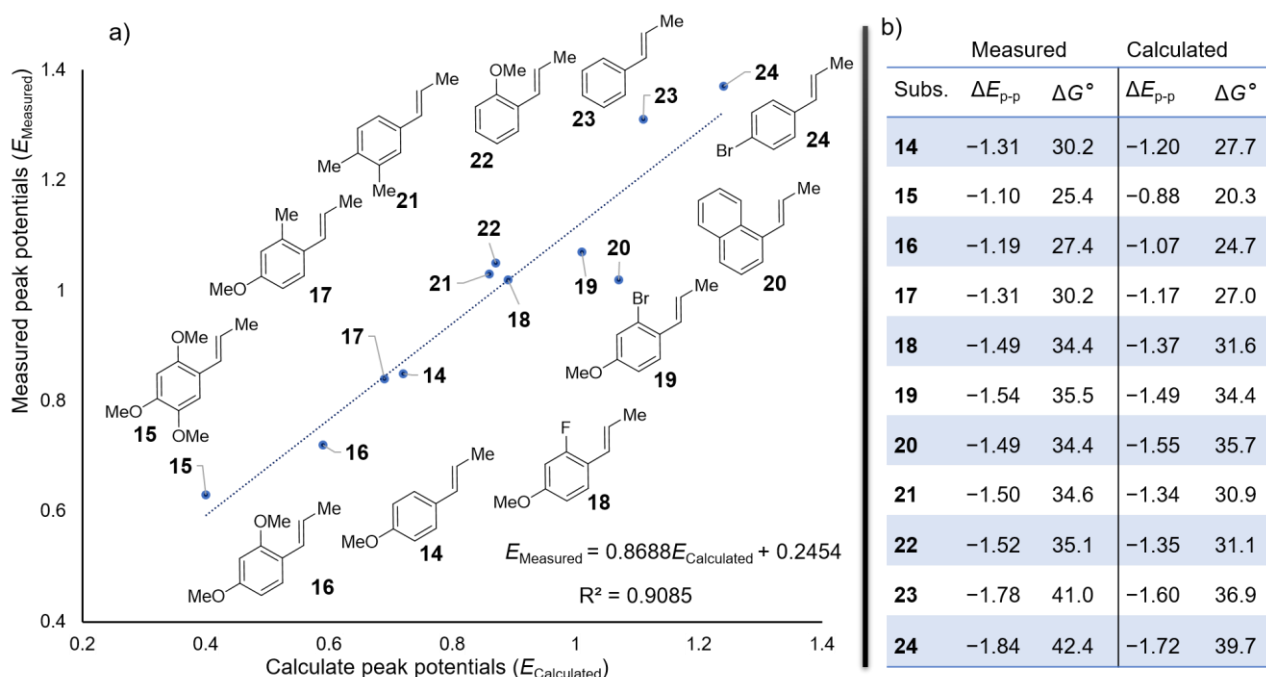 a)
Measured peak potentials (E_Measured)
1.4
1.2
1
0.8
0.6
0.4
0.2
0.4
0.6
0.8
1
1.2
1.4
Calculate peak potentials (E_Calculated)
Me
Me
Me
21
OMe
Me
22
Me
23
23
24
Me
Br
24
Me
Me
MeO
17
22
21
18
19
20
Me
20
OMe
Me
MeO
OMe
15
17
14
Br
Me
MeO
19
15
16
OMe
Me
MeO
16
Me
MeO
14
F
Me
MeO
18
E_Measured = 0.8688E_Calculated + 0.2454
R² = 0.9085
b)
Measured Calculated
Subs. ΔE_p-p ΔG° ΔE_p-p ΔG°
14 −1.31 30.2 −1.20 27.7
15 −1.10 25.4 −0.88 20.3
16 −1.19 27.4 −1.07 24.7
17 −1.31 30.2 −1.17 27.0
18 −1.49 34.4 −1.37 31.6
19 −1.54 35.5 −1.49 34.4
20 −1.49 34.4 −1.55 35.7
21 −1.50 34.6 −1.34 30.9
22 −1.52 35.1 −1.35 31.1
23 −1.78 41.0 −1.60 36.9
24 −1.84 42.4 −1.72 39.7